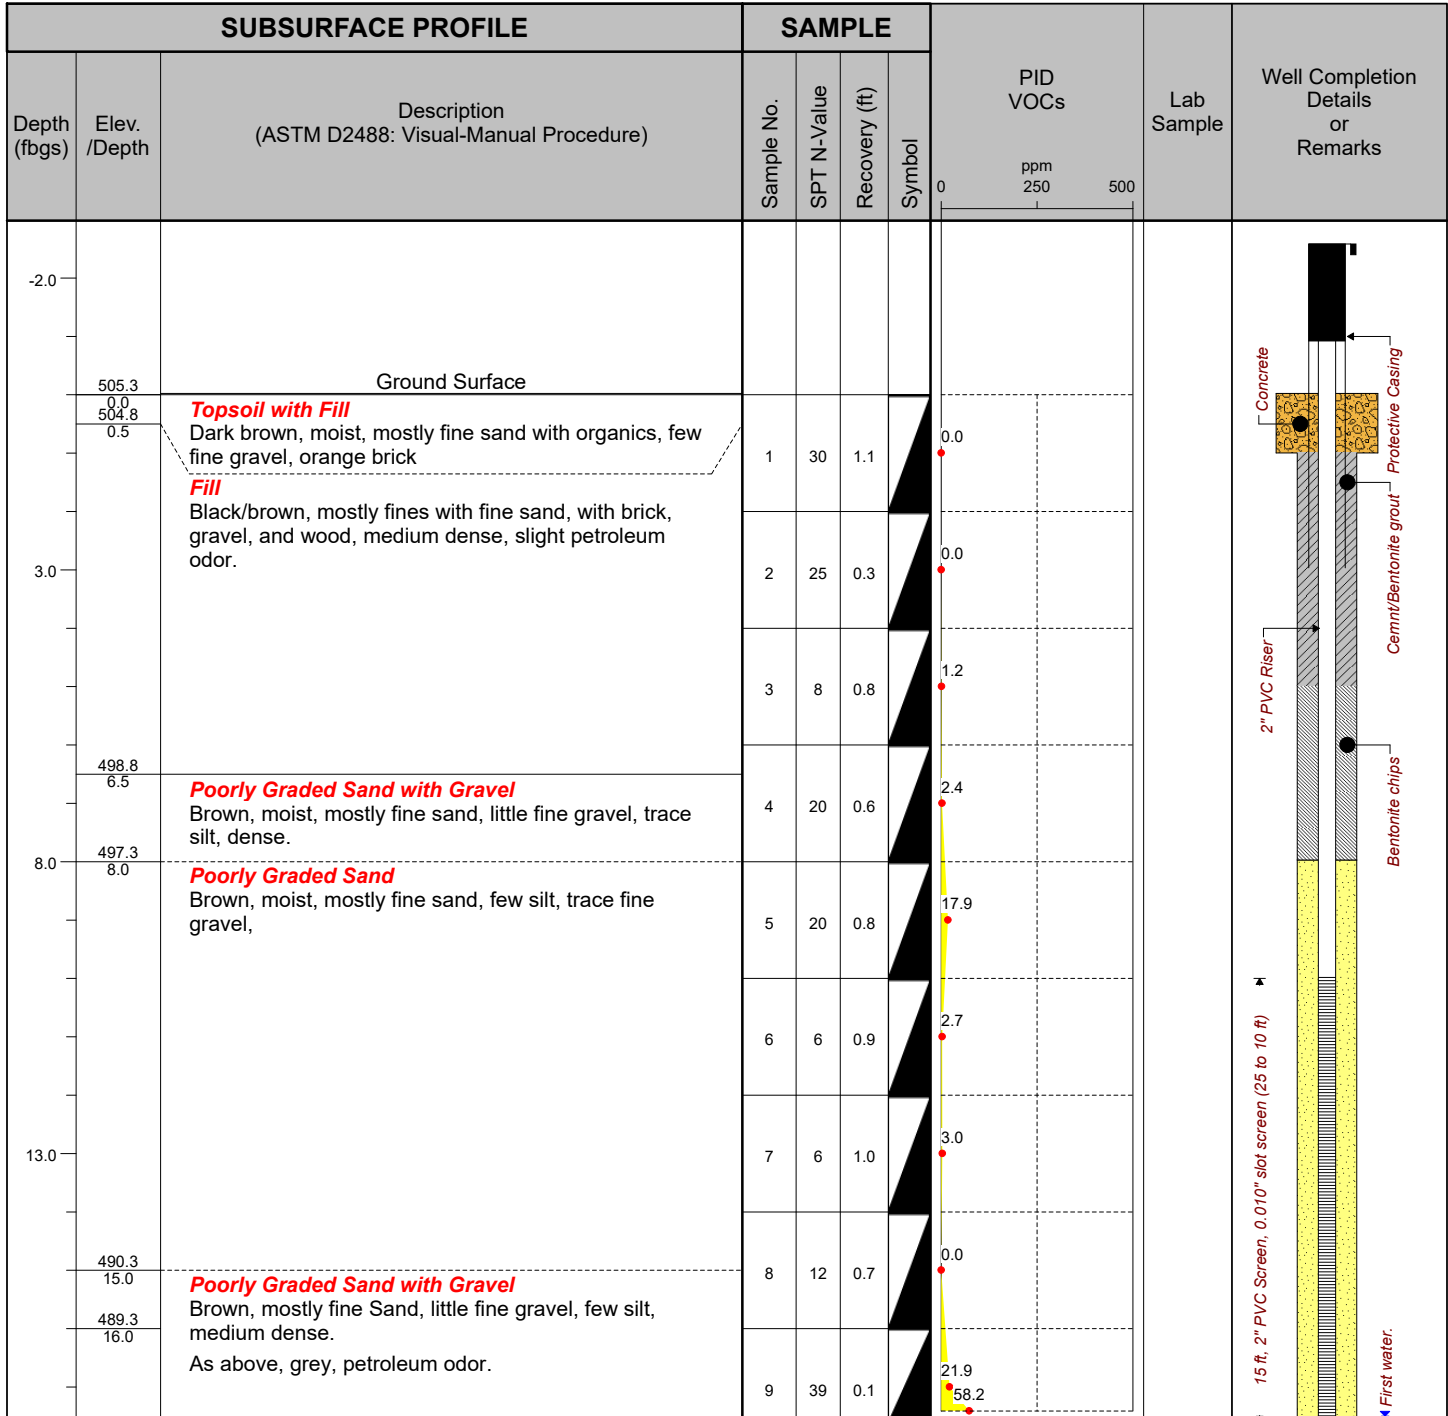 SUBSURFACE PROFILE
SAMPLE
Depth
(fbgs)
Elev.
/Depth
Description
(ASTM D2488: Visual-Manual Procedure)
Sample No.
SPT N-Value
Recovery (ft)
Symbol
PID
VOCs
ppm
0 250 500
Lab
Sample
Well Completion
Details
or
Remarks
-2.0
505.3
0.0
Ground Surface
504.8
0.5
Topsoil with Fill
Dark brown, moist, mostly fine sand with organics, few
fine gravel, orange brick
1 30 1.1 0.0
Fill
Black/brown, mostly fines with fine sand, with brick,
gravel, and wood, medium dense, slight petroleum
odor.
3.0
2 25 0.3 0.0
3 8 0.8 1.2
498.8
6.5
Poorly Graded Sand with Gravel
Brown, moist, mostly fine sand, little fine gravel, trace
silt, dense.
4 20 0.6 2.4
8.0
497.3
8.0
Poorly Graded Sand
Brown, moist, mostly fine sand, few silt, trace fine
gravel,
5 20 0.8 17.9
6 6 0.9 2.7
13.0
7 6 1.0 3.0
8 12 0.7 0.0
490.3
15.0
Poorly Graded Sand with Gravel
Brown, mostly fine Sand, little fine gravel, few silt,
medium dense.
489.3
16.0
As above, grey, petroleum odor.
9 39 0.1 21.9
58.2
Concrete
Protective Casing
Cemnt/Bentonite grout
2" PVC Riser
Bentonite chips
15 ft, 2" PVC Screen, 0.010" slot screen (25 to 10 ft)
First water.